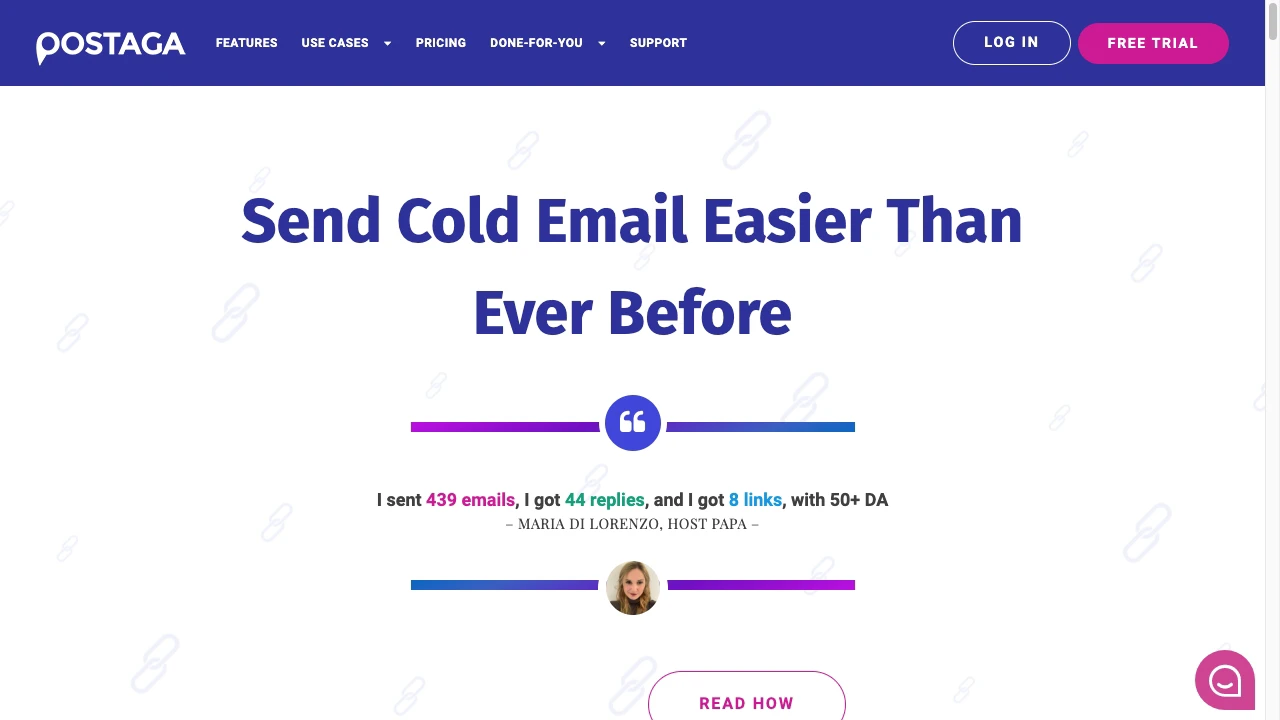 POSTAGA
FEATURES USE CASES PRICING DONE-FOR-YOU SUPPORT LOG IN FREE TRIAL
Send Cold Email Easier Than
Ever Before
I sent 439 emails, I got 44 replies, and I got 8 links, with 50+ DA
– MARIA DI LORENZO, HOST PAPA –
READ HOW